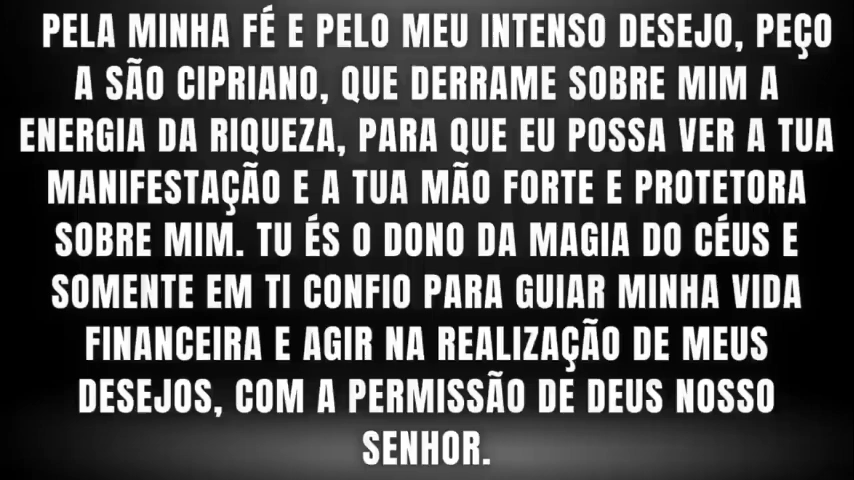 PELA MINHA FÉ E PELO MEU INTENSO DESEJO, PEÇO
A SÃO CIPRIANO, QUE DERRAME SOBRE MIM A
ENERGIA DA RIQUEZA, PARA QUE EU POSSA VER A TUA
MANIFESTAÇÃO E A TUA MÃO FORTE E PROTETORA
SOBRE MIM. TU ÉS O DONO DA MAGIA DO CÉUS E
SOMENTE EM TI CONFIO PARA GUIAR MINHA VIDA
FINANCEIRA E AGIR NA REALIZAÇÃO DE MEUS
DESEJOS, COM A PERMISSÃO DE DEUS NOSSO
SENHOR.